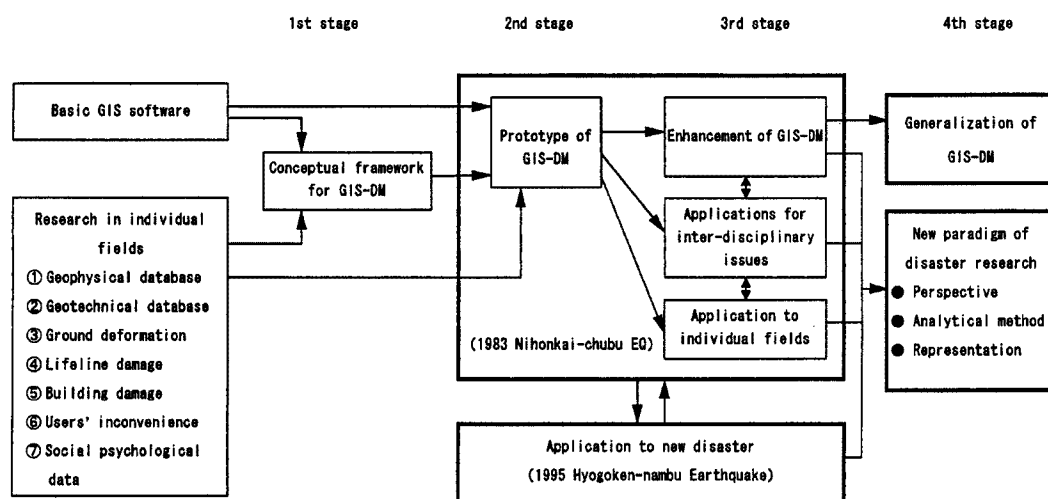 1st stage
2nd stage
3rd stage
4th stage
Basic GIS software
Conceptual framework
for GIS-DM
Research in individual
fields
① Geophysical database
② Geotechnical database
③ Ground deformation
④ Lifeline damage
⑤ Building damage
⑥ Users' inconvenience
⑦ Social psychological
data
Prototype of
GIS-DM
(1983 Nihonkai-chubu EQ)
Enhancement of GIS-DM
Applications for
inter-disciplinary
issues
Application to
individual fields
Application to new disaster
(1995 Hyogoken-nambu Earthquake)
Generalization of
GIS-DM
New paradigm of
disaster research
● Perspective
● Analytical method
● Representation